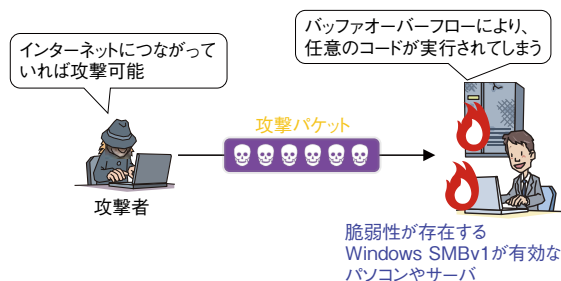 インターネットにつながって
いれば攻撃可能
バッファオーバーフローにより、
任意のコードが実行されてしまう
攻撃パケット
攻撃者
脆弱性が存在する
Windows SMBv1が有効な
パソコンやサーバ